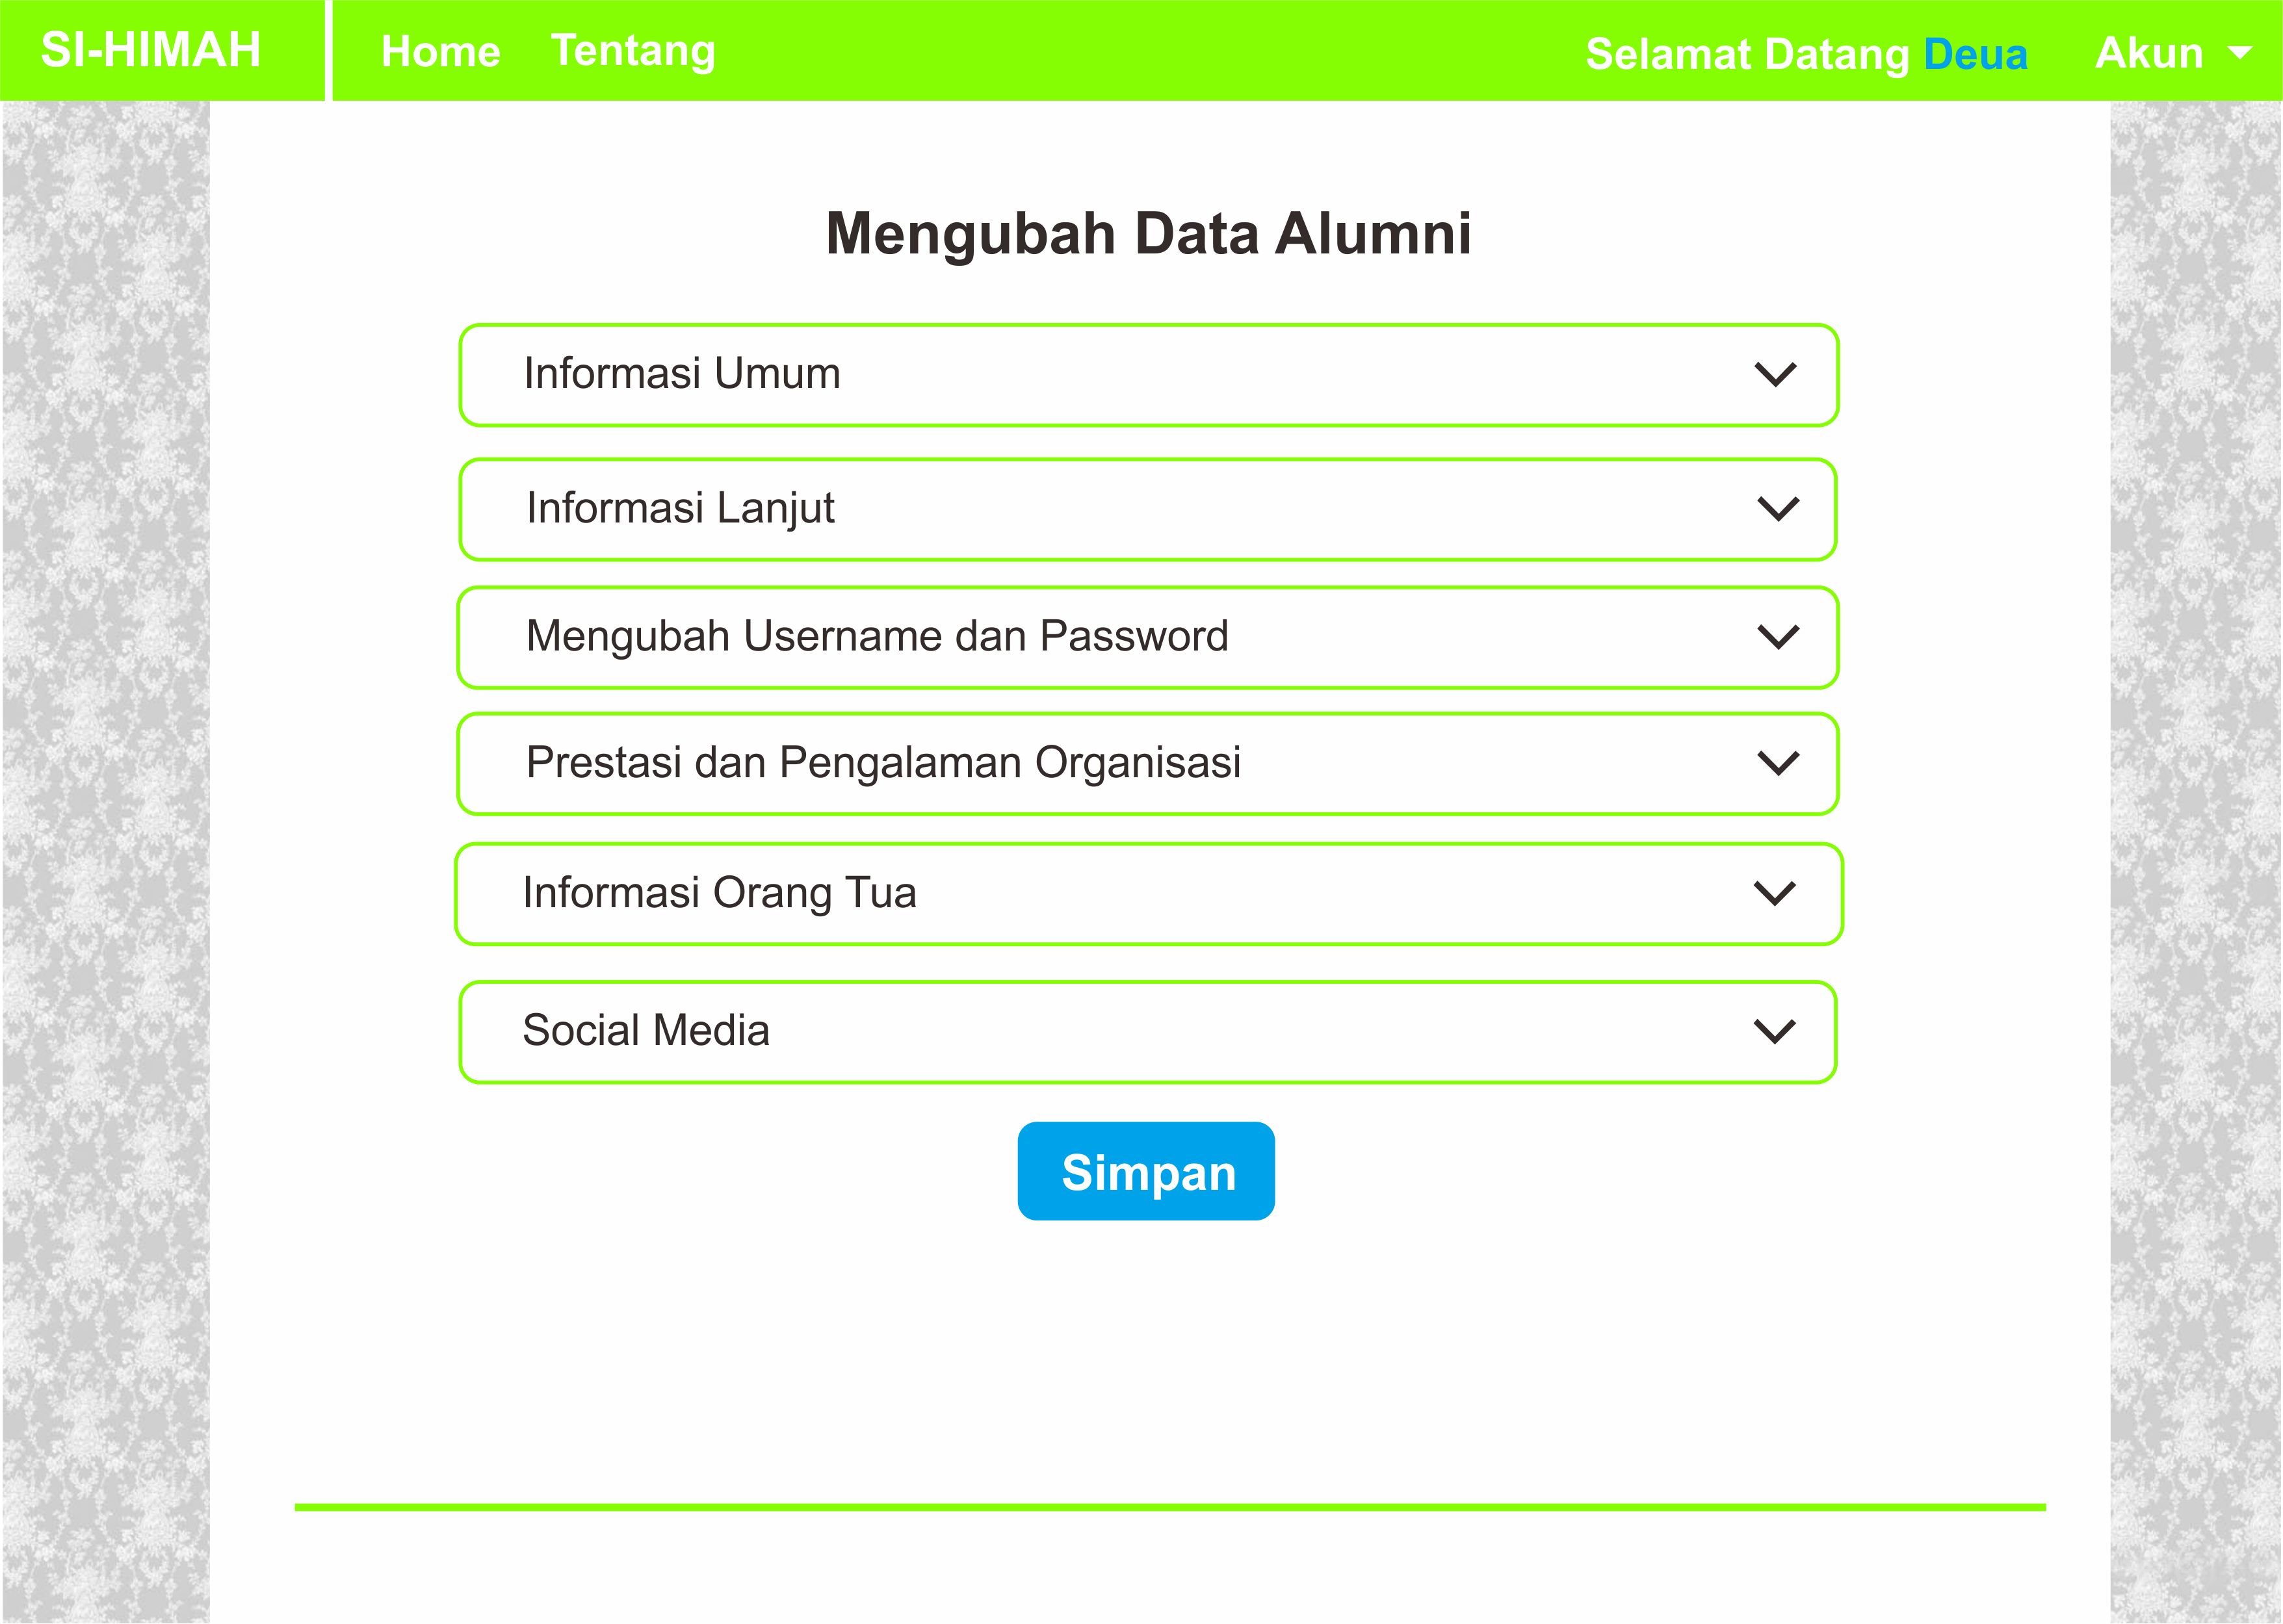 SI-HIMAH Home Tentang Selamat Datang Deua Akun
Mengubah Data Alumni
Informasi Umum
Informasi Lanjut
Mengubah Username dan Password
Prestasi dan Pengalaman Organisasi
Informasi Orang Tua
Social Media
Simpan